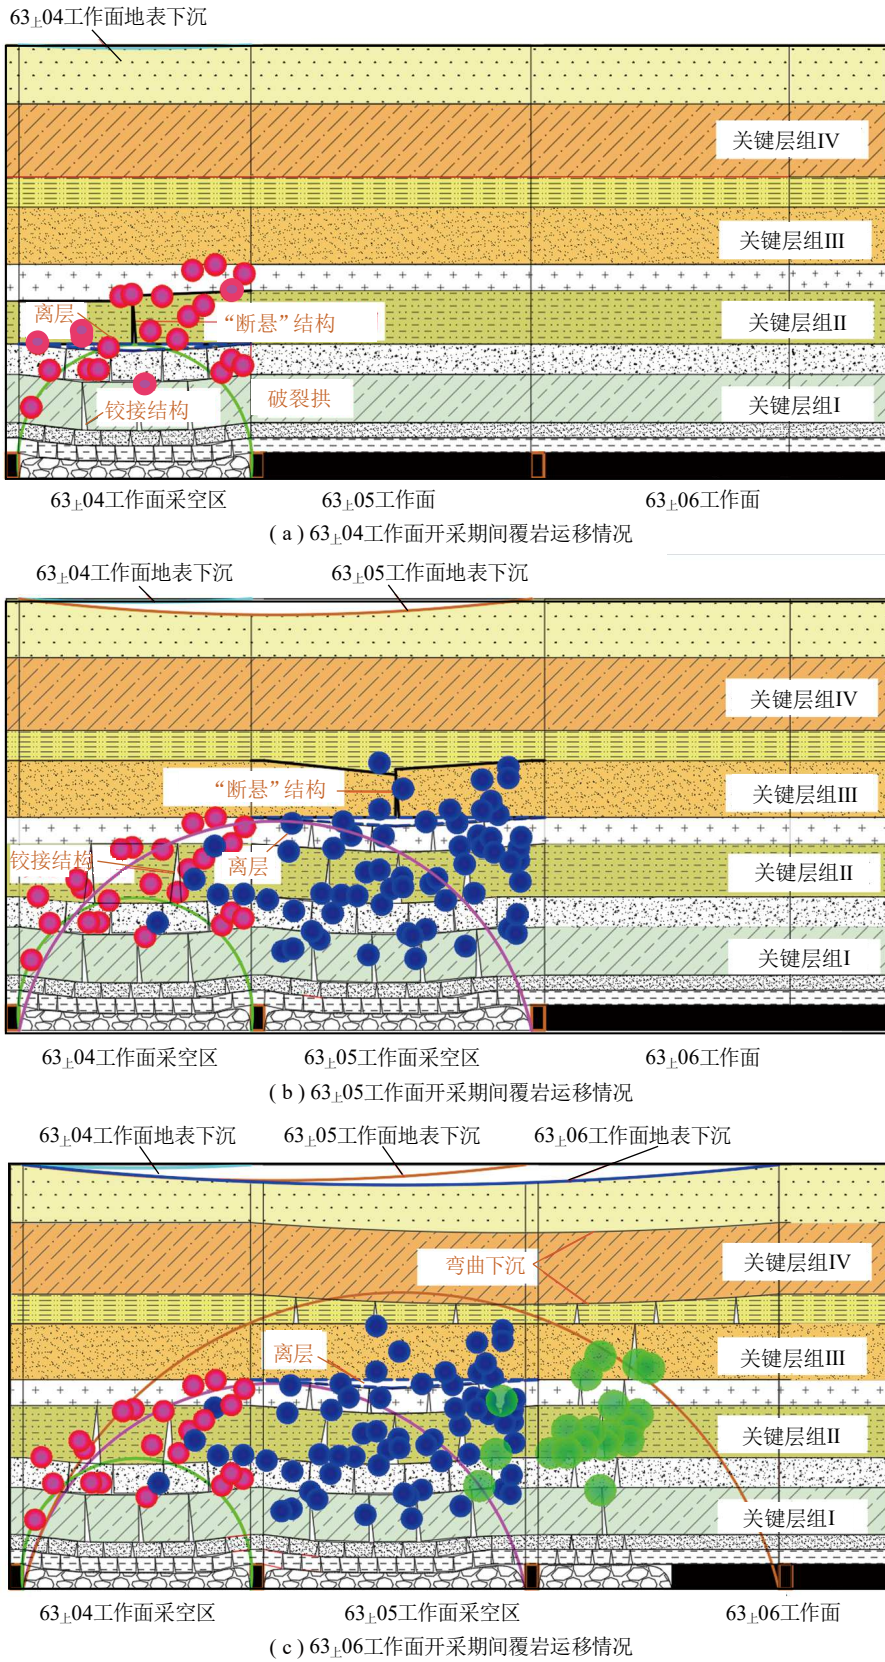 63上04工作面地表下沉
关键层组IV
关键层组III
离层
“断悬”结构
关键层组II
铰接结构
破裂拱
关键层组I
63上04工作面采空区 63上05工作面 63上06工作面
( a ) 63上04工作面开采期间覆岩运移情况
63上04工作面地表下沉 63上05工作面地表下沉
关键层组IV
“断悬”结构
关键层组III
铰接结构
离层
关键层组II
关键层组I
63上04工作面采空区 63上05工作面采空区 63上06工作面
( b ) 63上05工作面开采期间覆岩运移情况
63上04工作面地表下沉 63上05工作面地表下沉 63上06工作面地表下沉
弯曲下沉
关键层组IV
离层
关键层组III
关键层组II
关键层组I
63上04工作面采空区 63上05工作面采空区 63上06工作面
( c ) 63上06工作面开采期间覆岩运移情况